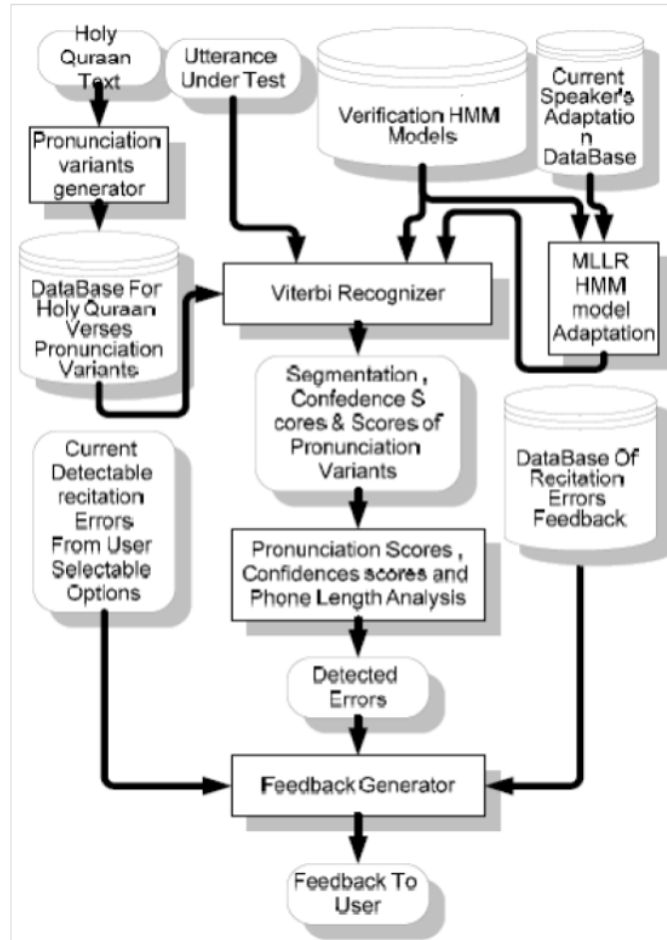 Holy
Quraan
Text
Utterance
Under Test
Verification HMM
Models
Current
Speaker's
Adaptatio
n
DataBase
Pronunciation
variants
generator
DataBase For
Holy Quraan
Verses
Pronunciation
Variants
Viterbi Recognizer
MLLR
HMM
model
Adaptation
Segmentation ,
Confedence S
cores & Scores of
Pronunciation
Variants
Current
Detectable
recitation
Errors
From User
Selectable
Options
DataBase Of
Recitation
Errors
Feedback
Pronunciation Scores ,
Confidences scores and
Phone Length Analysis
Detected
Errors
Feedback Generator
Feedback To
User